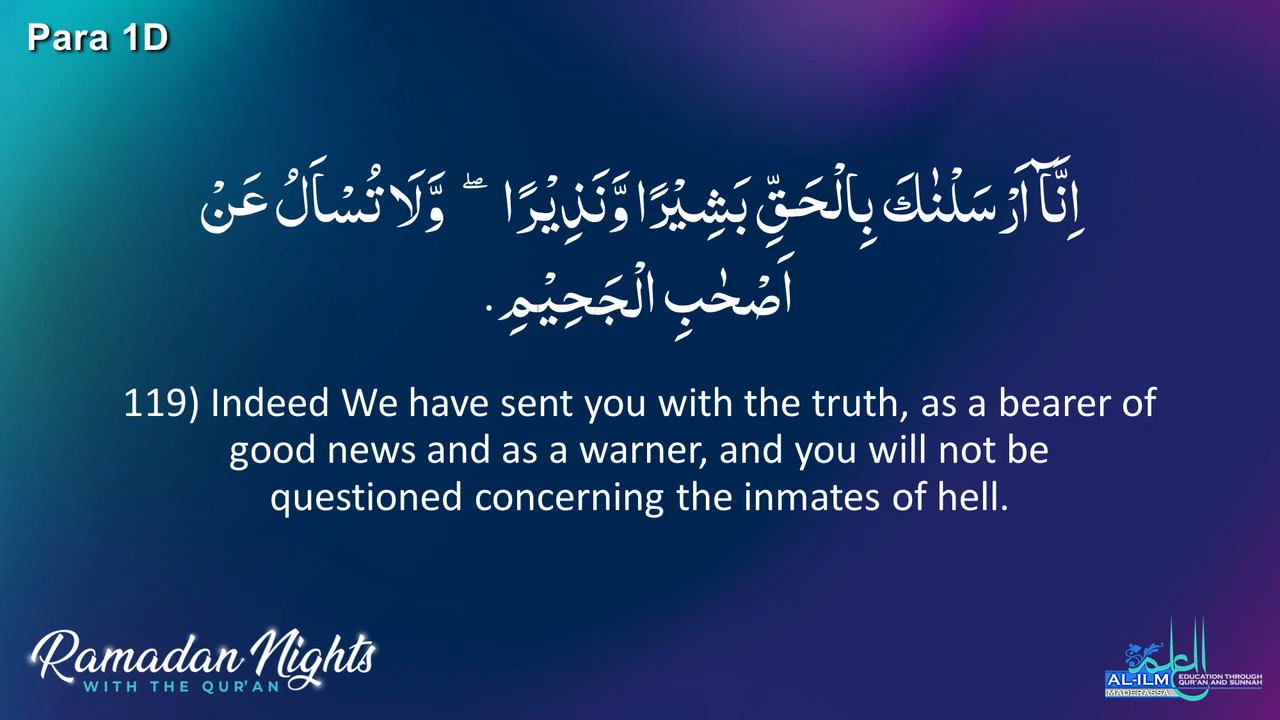 Para 1D
اِنَّاۤ اَرْسَلْنٰكَ بِالْحَقِّ بَشِيْرًا وَّنَذِيْرًا ۖ وَّلَا تُسْاَلُ عَنْ
اَصْحٰبِ الْجَحِيْمِ.
119) Indeed We have sent you with the truth, as a bearer of
good news and as a warner, and you will not be
questioned concerning the inmates of hell.
Ramadan Nights
WITH THE QUR'AN
العلم
AL-ILM
MADERASSA
EDUCATION THROUGH
QUR'AN AND SUNNAH